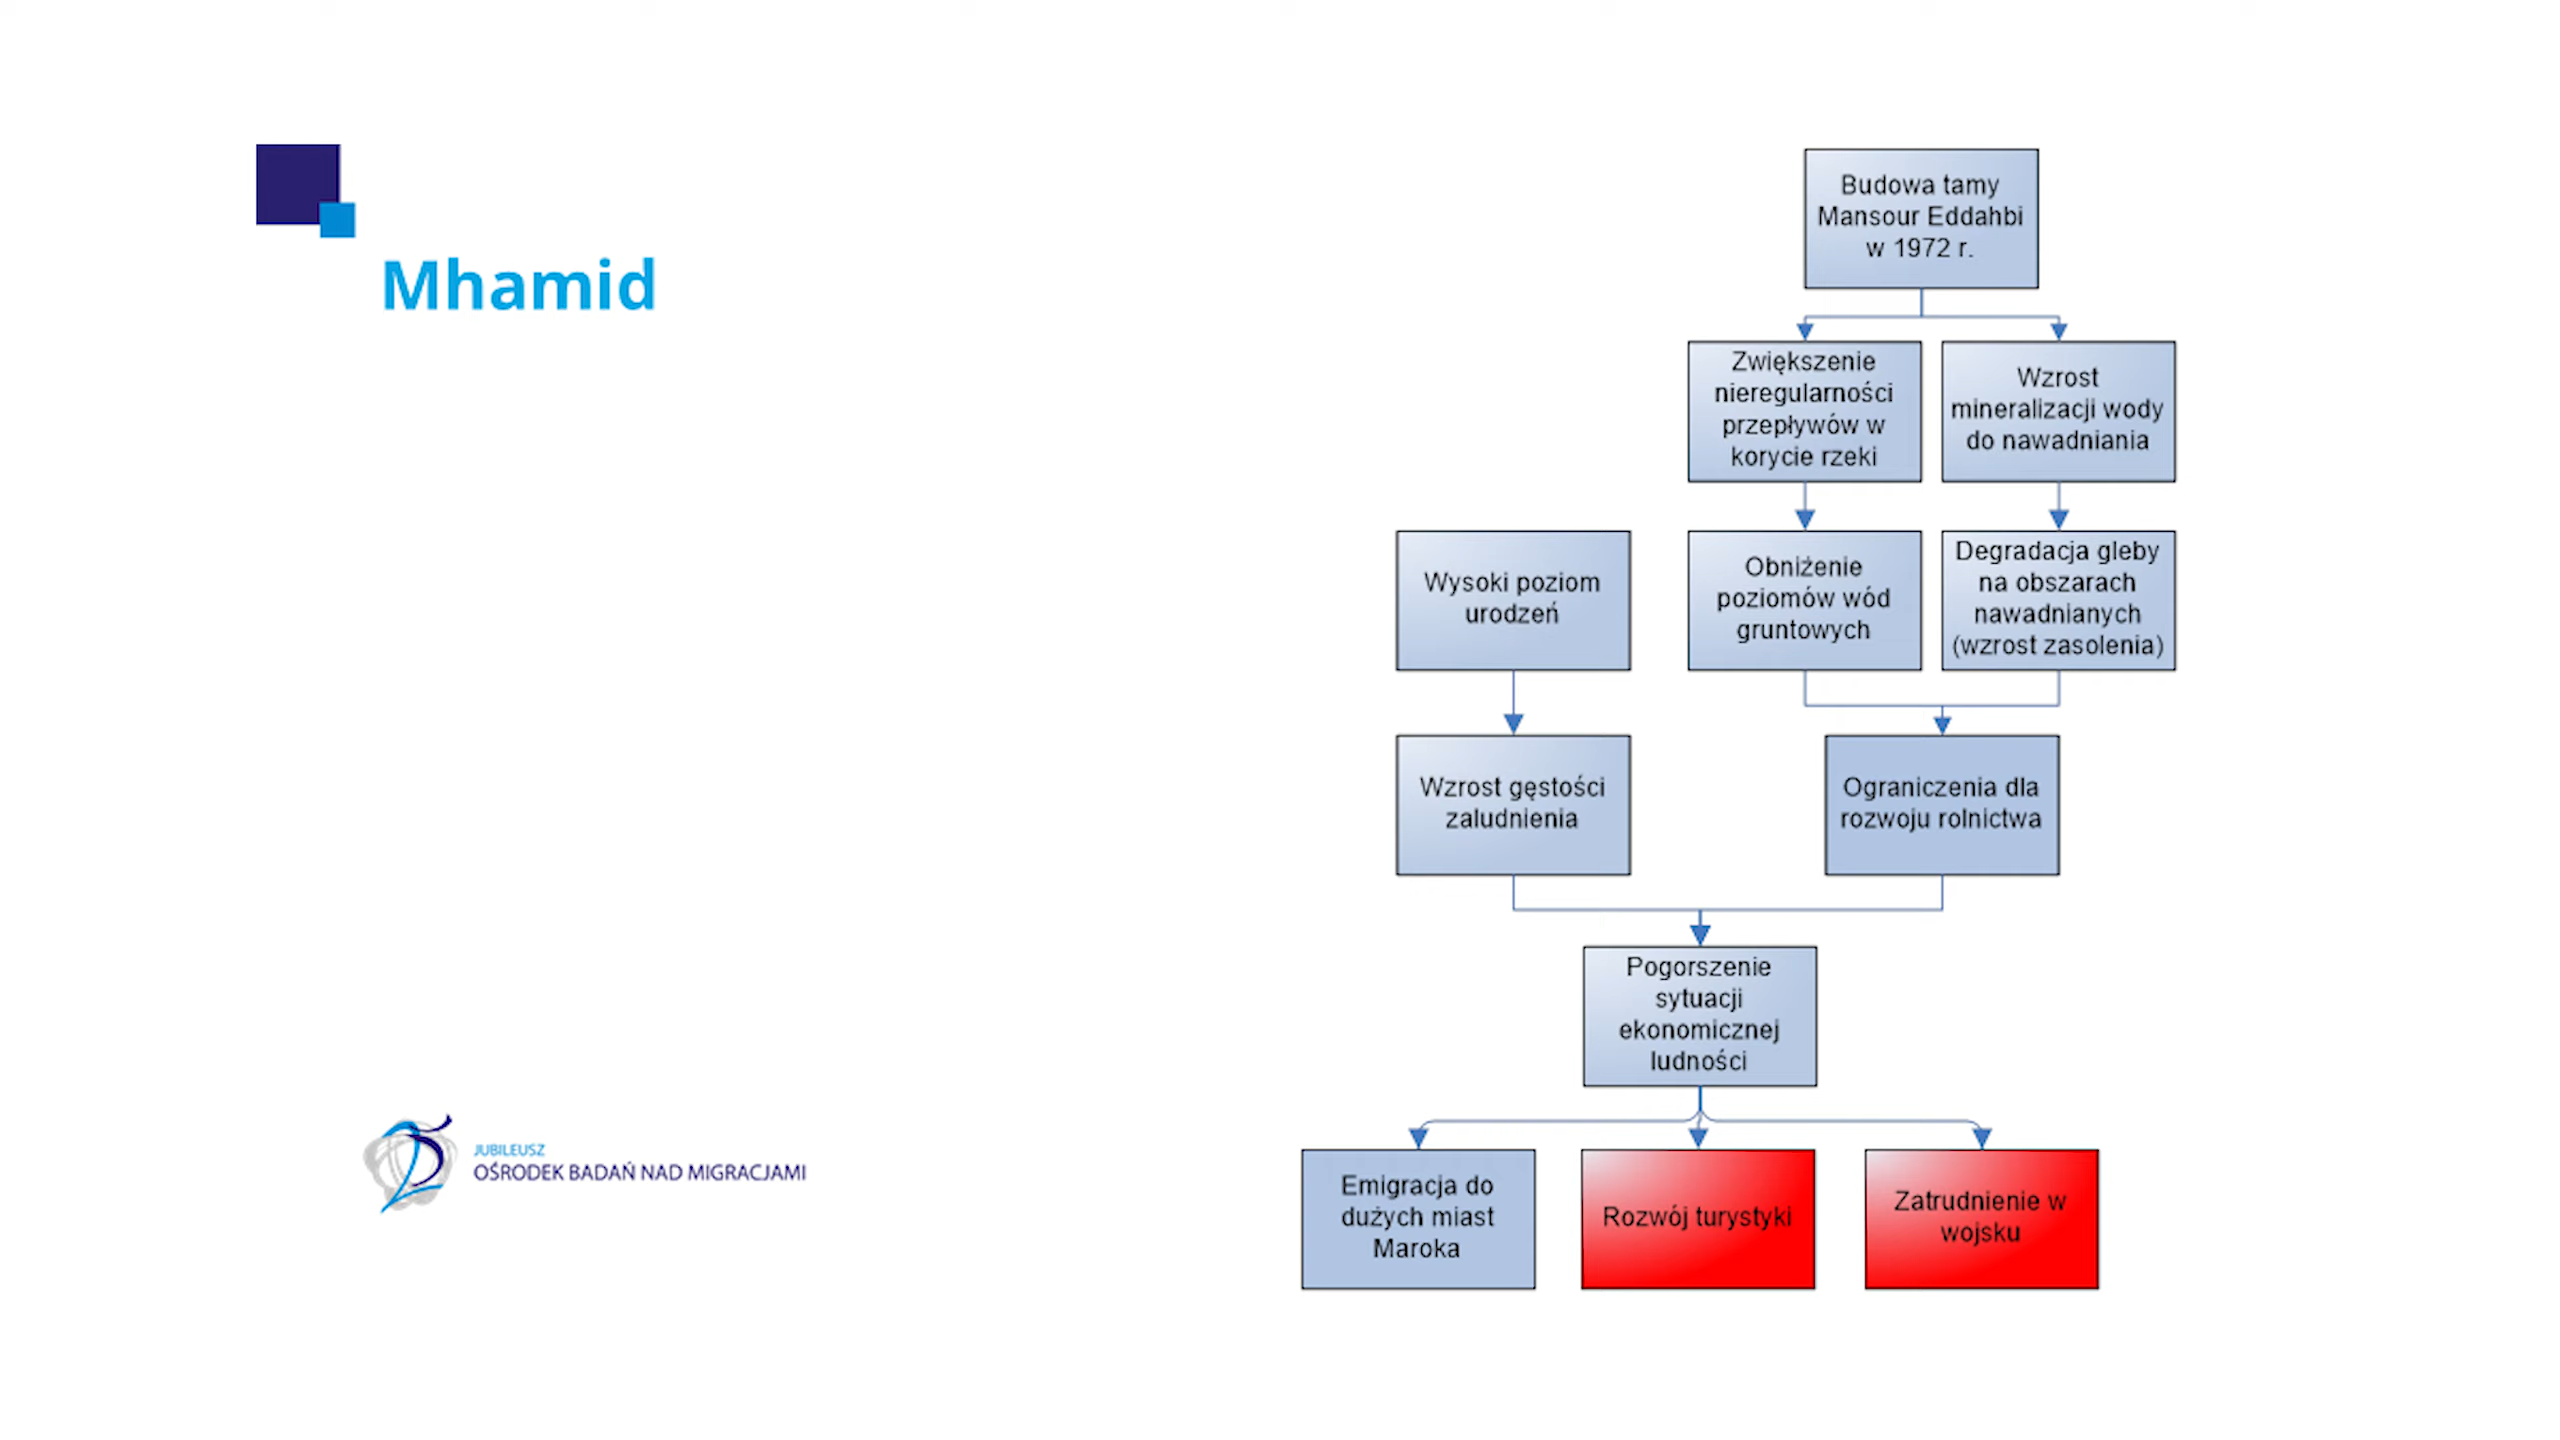 Mhamid
Budowa tamy
Mansour Eddahbi
w 1972 r.
Zwiększenie
nieregularności
przepływów w
korycie rzeki
Wzrost
mineralizacji wody
do nawadniania
Wysoki poziom
urodzeń
Obniżenie
poziomów wód
gruntowych
Degradacja gleby
na obszarach
nawadnianych
(wzrost zasolenia)
Wzrost gęstości
zaludnienia
Ograniczenia dla
rozwoju rolnictwa
Pogorszenie
sytuacji
ekonomicznej
ludności
Emigracja do
dużych miast
Maroka
Rozwój turystyki
Zatrudnienie w
wojsku
25
JUBILEUSZ
OŚRODEK BADAŃ NAD MIGRACJAMI